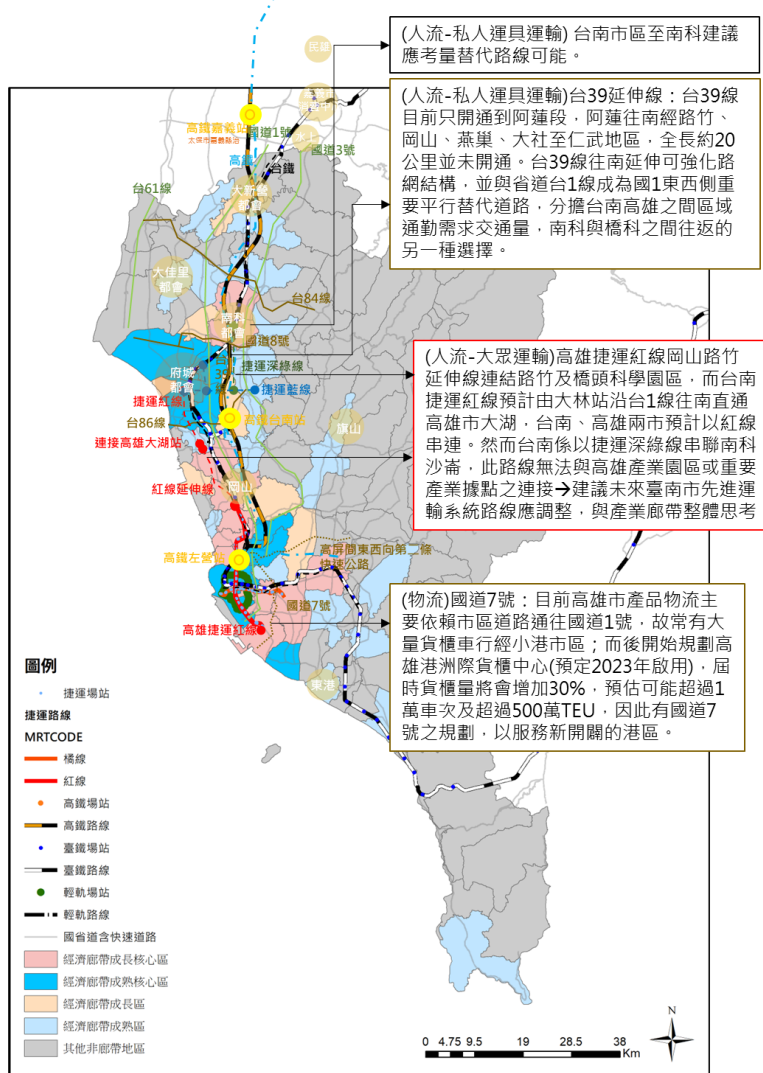 (人流-私人運具運輸) 台南市區至南科建議
應考量替代路線可能。
(人流-私人運具運輸)台39延伸線：台39線
目前只開通到阿蓮段，阿蓮往南經路竹、
岡山、燕巢、大社至仁武地區，全長約20
公里並未開通。台39線往南延伸可強化路
網結構，並與省道台1線成為國1東西側重
要平行替代道路，分擔台南高雄之間區域
通勤需求交通量，南科與橋科之間往返的
另一種選擇。
(人流-大眾運輸)高雄捷運紅線岡山路竹
延伸線連結路竹及橋頭科學園區，而台南
捷運紅線預計由大林站沿台1線往南直通
高雄市大湖，台南、高雄兩市預計以紅線
串連。然而台南係以捷運深綠線串聯南科
沙崙，此路線無法與高雄產業園區或重要
產業據點之連接→建議未來臺南市先進運
輸系統路線應調整，與產業廊帶整體思考
(物流)國道7號：目前高雄市產品物流主
要依賴市區道路通往國道1號，故常有大
量貨櫃車行經小港市區；而後開始規劃高
雄港洲際貨櫃中心(預定2023年啟用)，屆
時貨櫃量將會增加30%，預估可能超過1
萬車次及超過500萬TEU，因此有國道7
號之規劃，以服務新開闢的港區。
民雄
高鐵嘉義站
太保市嘉義縣治
水上
國道1號
國道3號
高鐵
台鐵
台61線
大新營
都會
大佳里
都會
台84線
南科
都會
國道8號
台
39
捷運深綠線
府城
都會
捷運藍線
捷運紅線
高鐵台南站
台86線
旗山
連接高雄大湖站
岡山
紅線延伸線
高屏間東西向第二條
快速公路
高鐵左營站
國道7號
高雄捷運紅線
東港
圖例
捷運場站
捷運路線
MRTCODE
橘線
紅線
高鐵場站
高鐵路線
臺鐵場站
臺鐵路線
輕軌場站
輕軌路線
國省道含快速道路
經濟廊帶成長核心區
經濟廊帶成熟核心區
經濟廊帶成長區
經濟廊帶成熟區
其他非廊帶地區
N
0 4.75 9.5 19 28.5 38
Km